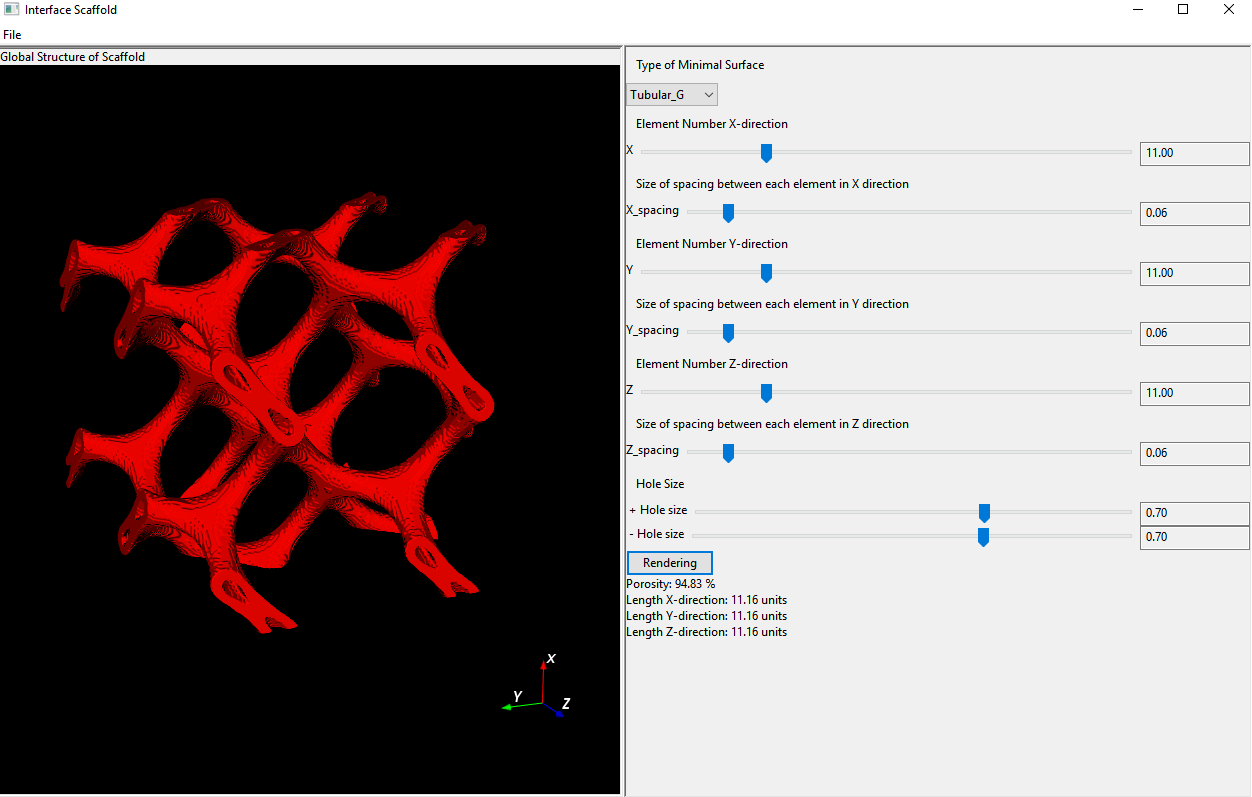 Interface Scaffold
File
Global Structure of Scaffold
Type of Minimal Surface
Tubular_G
Element Number X-direction
X 11.00
Size of spacing between each element in X direction
X_spacing 0.06
Element Number Y-direction
Y 11.00
Size of spacing between each element in Y direction
Y_spacing 0.06
Element Number Z-direction
Z 11.00
Size of spacing between each element in Z direction
Z_spacing 0.06
Hole Size
+ Hole size 0.70
- Hole size 0.70
Rendering
Porosity: 94.83 %
Length X-direction: 11.16 units
Length Y-direction: 11.16 units
Length Z-direction: 11.16 units
X
Y
Z